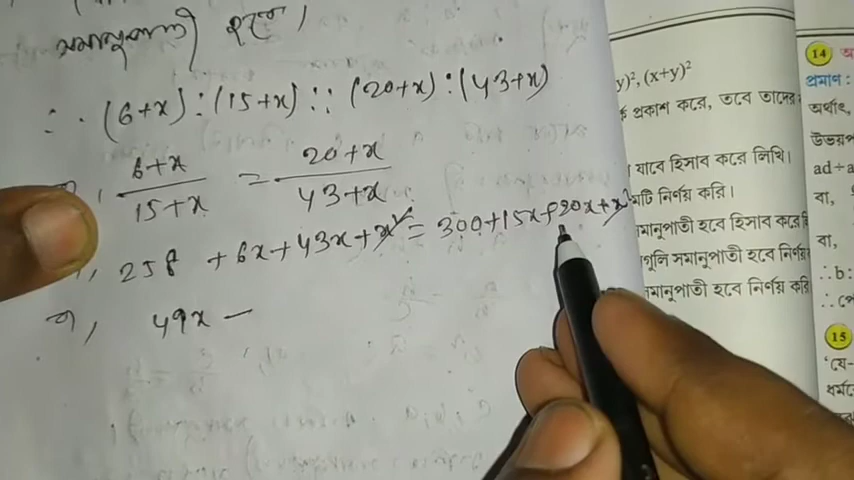 সমানুপাতী হবে।
∴ (6+x) : (15+x) :: (20+x) : (43+x)
বা, (6+x)/(15+x) = (20+x)/(43+x)
বা, 258 + 6x + 43x + x² = 300 + 15x + 20x + x²
বা, 49x −
y)², (x+y)²
প্রকাশ করে, তবে তাদের
যাবে হিসাব করে লিখি।
মটি নির্ণয় করি।
মানুপাতী হবে হিসাব করে
গুলি সমানুপাতী হবে নির্ণয়
মানুপাতী হবে নির্ণয় করি
14
প্রমাণ :
অর্থাৎ,
উভয়প
ad+a
বা,
বা,
∴ b:
15
'যে-